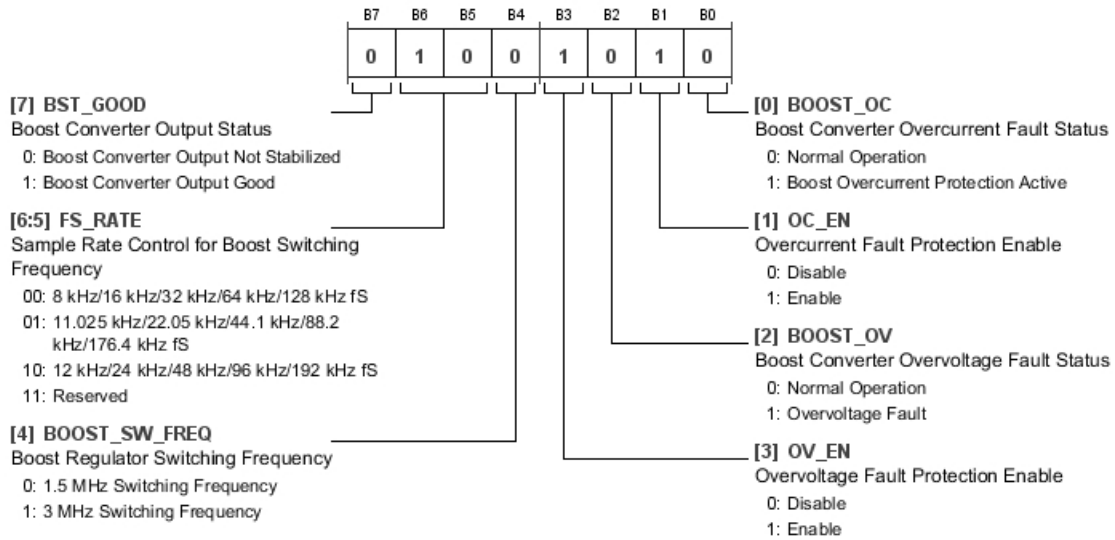 B7 B6 B5 B4 B3 B2 B1 B0
0 1 0 0 1 0 1 0
[7] BST_GOOD
Boost Converter Output Status
0: Boost Converter Output Not Stabilized
1: Boost Converter Output Good
[6:5] FS_RATE
Sample Rate Control for Boost Switching
Frequency
00: 8 kHz/16 kHz/32 kHz/64 kHz/128 kHz fS
01: 11.025 kHz/22.05 kHz/44.1 kHz/88.2
kHz/176.4 kHz fS
10: 12 kHz/24 kHz/48 kHz/96 kHz/192 kHz fS
11: Reserved
[4] BOOST_SW_FREQ
Boost Regulator Switching Frequency
0: 1.5 MHz Switching Frequency
1: 3 MHz Switching Frequency
[0] BOOST_OC
Boost Converter Overcurrent Fault Status
0: Normal Operation
1: Boost Overcurrent Protection Active
[1] OC_EN
Overcurrent Fault Protection Enable
0: Disable
1: Enable
[2] BOOST_OV
Boost Converter Overvoltage Fault Status
0: Normal Operation
1: Overvoltage Fault
[3] OV_EN
Overvoltage Fault Protection Enable
0: Disable
1: Enable